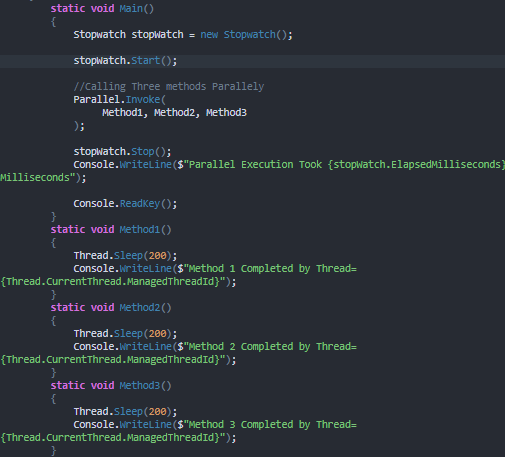 static void Main()
{
Stopwatch stopWatch = new Stopwatch();
stopWatch.Start();
//Calling Three methods Parallely
Parallel.Invoke(
Method1, Method2, Method3
);
stopWatch.Stop();
Console.WriteLine($"Parallel Execution Took {stopWatch.ElapsedMilliseconds}
Milliseconds");
Console.ReadKey();
}
static void Method1()
{
Thread.Sleep(200);
Console.WriteLine($"Method 1 Completed by Thread=
{Thread.CurrentThread.ManagedThreadId}");
}
static void Method2()
{
Thread.Sleep(200);
Console.WriteLine($"Method 2 Completed by Thread=
{Thread.CurrentThread.ManagedThreadId}");
}
static void Method3()
{
Thread.Sleep(200);
Console.WriteLine($"Method 3 Completed by Thread=
{Thread.CurrentThread.ManagedThreadId}");
}